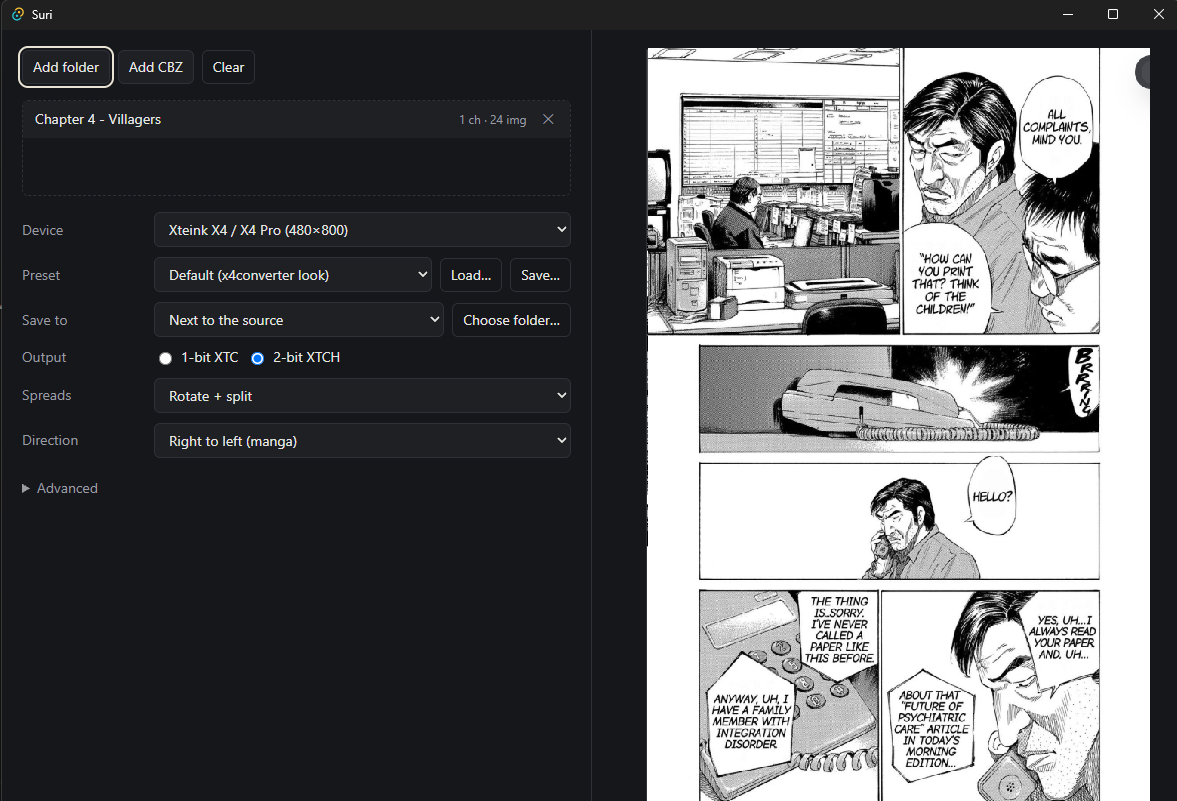 Suri
Add folder
Add CBZ
Clear
Chapter 4 - Villagers
1 ch · 24 img
Device
Xteink X4 / X4 Pro (480×800)
Preset
Default (x4converter look)
Load...
Save...
Save to
Next to the source
Choose folder...
Output
1-bit XTC
2-bit XTCH
Spreads
Rotate + split
Direction
Right to left (manga)
Advanced
ALL
COMPLAINTS,
MIND YOU.
"HOW CAN
YOU PRINT
THAT? THINK
OF THE
CHILDREN!"
BRRRING
HELLO?
YES, UH...I
ALWAYS READ
YOUR PAPER
AND, UH...
ABOUT THAT
"FUTURE OF
PSYCHIATRIC
CARE" ARTICLE
IN TODAY'S
MORNING
EDITION...
THE THING
IS...SORRY.
I'VE NEVER
CALLED A
PAPER LIKE
THIS BEFORE.
ANYWAY, UH, I
HAVE A FAMILY
MEMBER WITH
INTEGRATION
DISORDER.